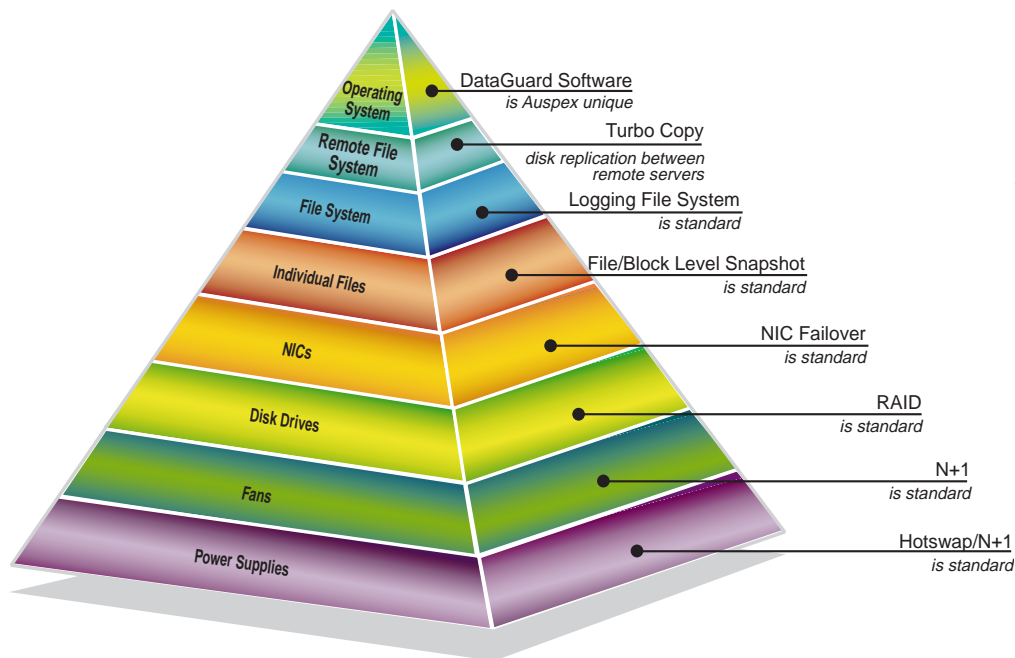 Operating
System
DataGuard Software
is Auspex unique
Remote File
System
Turbo Copy
disk replication between
remote servers
File System
Logging File System
is standard
Individual Files
File/Block Level Snapshot
is standard
NICs
NIC Failover
is standard
Disk Drives
RAID
is standard
Fans
N+1
is standard
Power Supplies
Hotswap/N+1
is standard